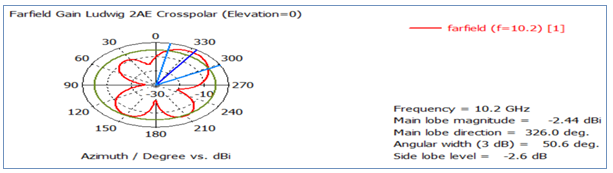 Farfield Gain Ludwig 2AE Crosspolar (Elevation=0)
farfield (f=10.2) [1]
0
30
330
60
300
90
-30
-10
270
120
240
150
210
180
Azimuth / Degree vs. dBi
Frequency = 10.2 GHz
Main lobe magnitude = -2.44 dBi
Main lobe direction = 326.0 deg.
Angular width (3 dB) = 50.6 deg.
Side lobe level = -2.6 dB